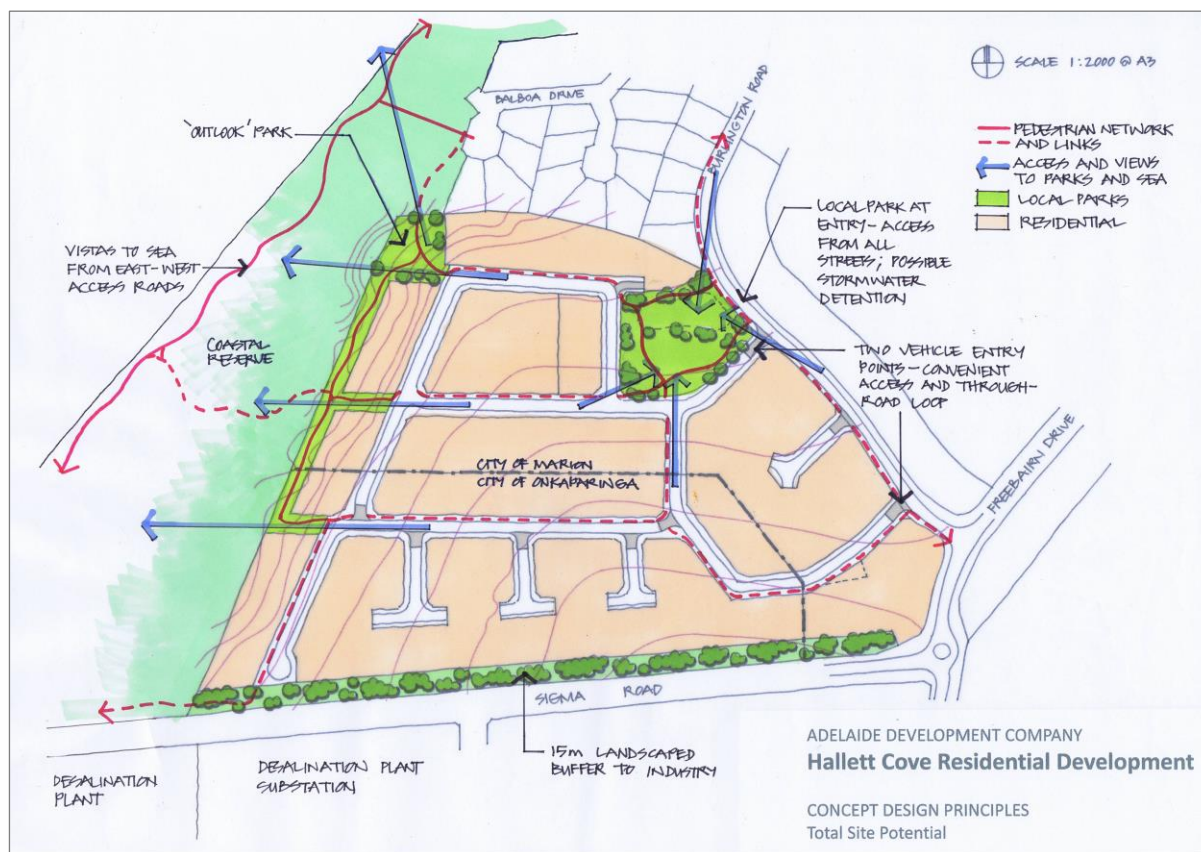 SCALE 1:2000 @ A3
BALBOA DRIVE
BURLINGTON ROAD
'OUTLOOK' PARK
PEDESTRIAN NETWORK
AND LINKS
ACCESS AND VIEWS
TO PARKS AND SEA
LOCAL PARKS
RESIDENTIAL
LOCAL PARK AT
ENTRY - ACCESS
FROM ALL
STREETS; POSSIBLE
STORMWATER
DETENTION
VISTAS TO SEA
FROM EAST-WEST
ACCESS ROADS
COASTAL
RESERVE
TWO VEHICLE ENTRY
POINTS - CONVENIENT
ACCESS AND THROUGH-
ROAD LOOP
FREEBAIRN DRIVE
CITY OF MARION
CITY OF ONKAPARINGA
SIGMA ROAD
15m LANDSCAPED
BUFFER TO INDUSTRY
DESALINATION
PLANT
DESALINATION PLANT
SUBSTATION
ADELAIDE DEVELOPMENT COMPANY
Hallett Cove Residential Development
CONCEPT DESIGN PRINCIPLES
Total Site Potential